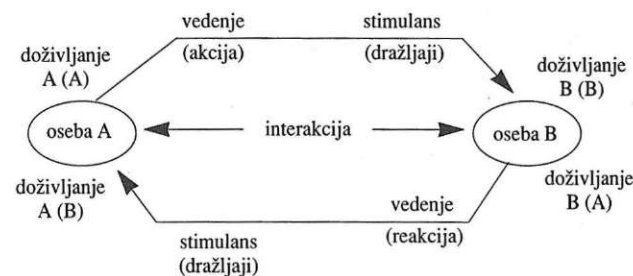 vedenje
(akcija)
stimulans
(dražljaji)
doživljanje
A (A)
doživljanje
B (B)
oseba A
interakcija
oseba B
doživljanje
A (B)
doživljanje
B (A)
vedenje
(reakcija)
stimulans
(dražljaji)